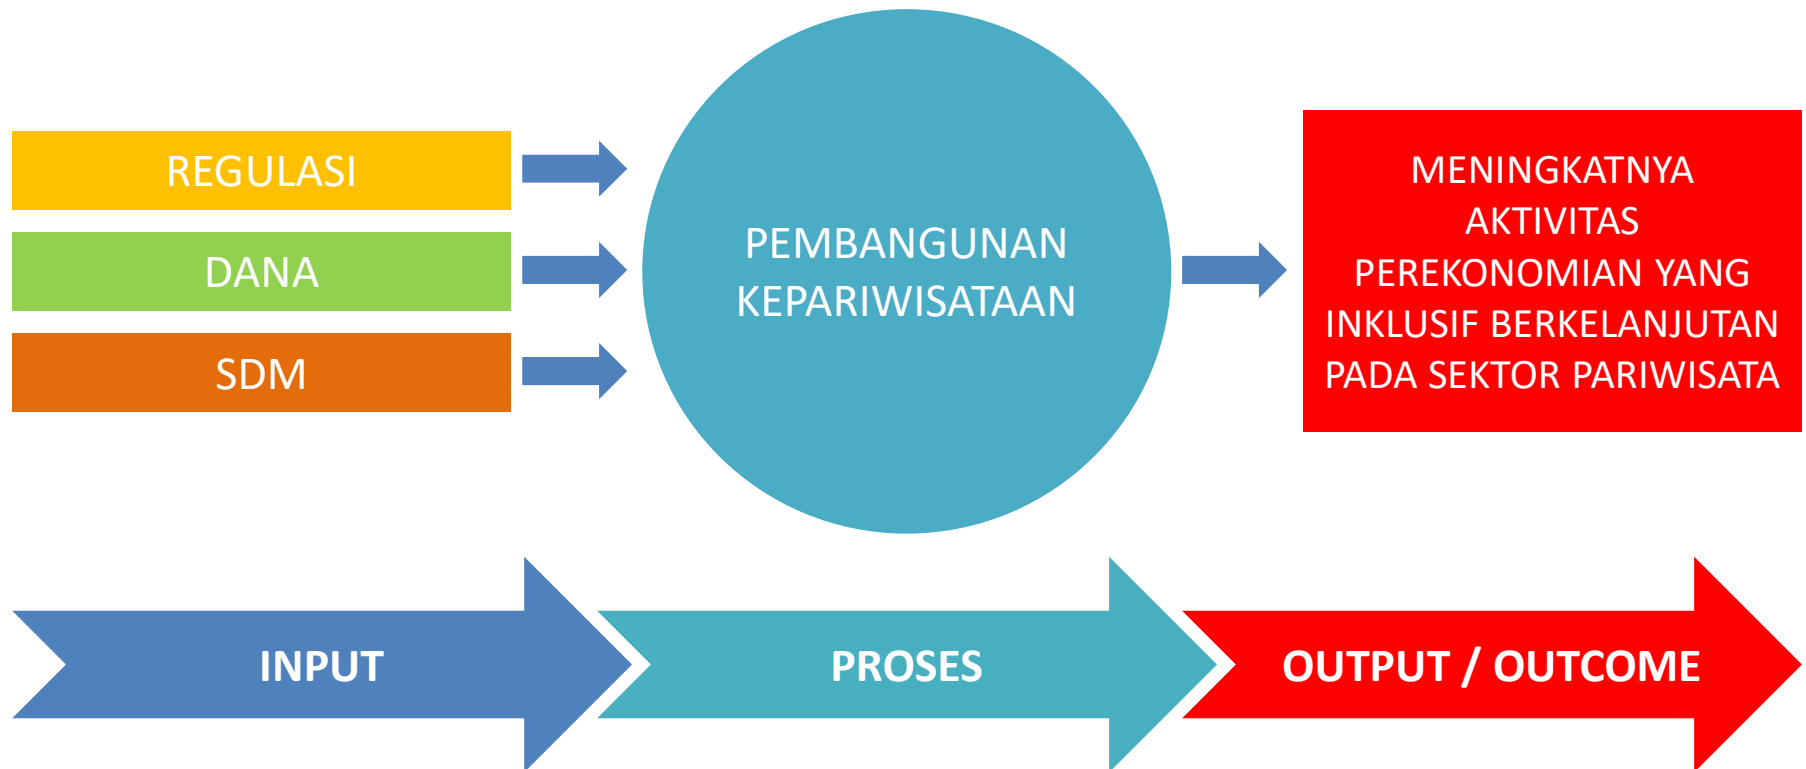 REGULASI
DANA
SDM
PEMBANGUNAN
KEPARIWISATAAN
MENINGKATNYA
AKTIVITAS
PEREKONOMIAN YANG
INKLUSIF BERKELANJUTAN
PADA SEKTOR PARIWISATA
INPUT
PROSES
OUTPUT / OUTCOME